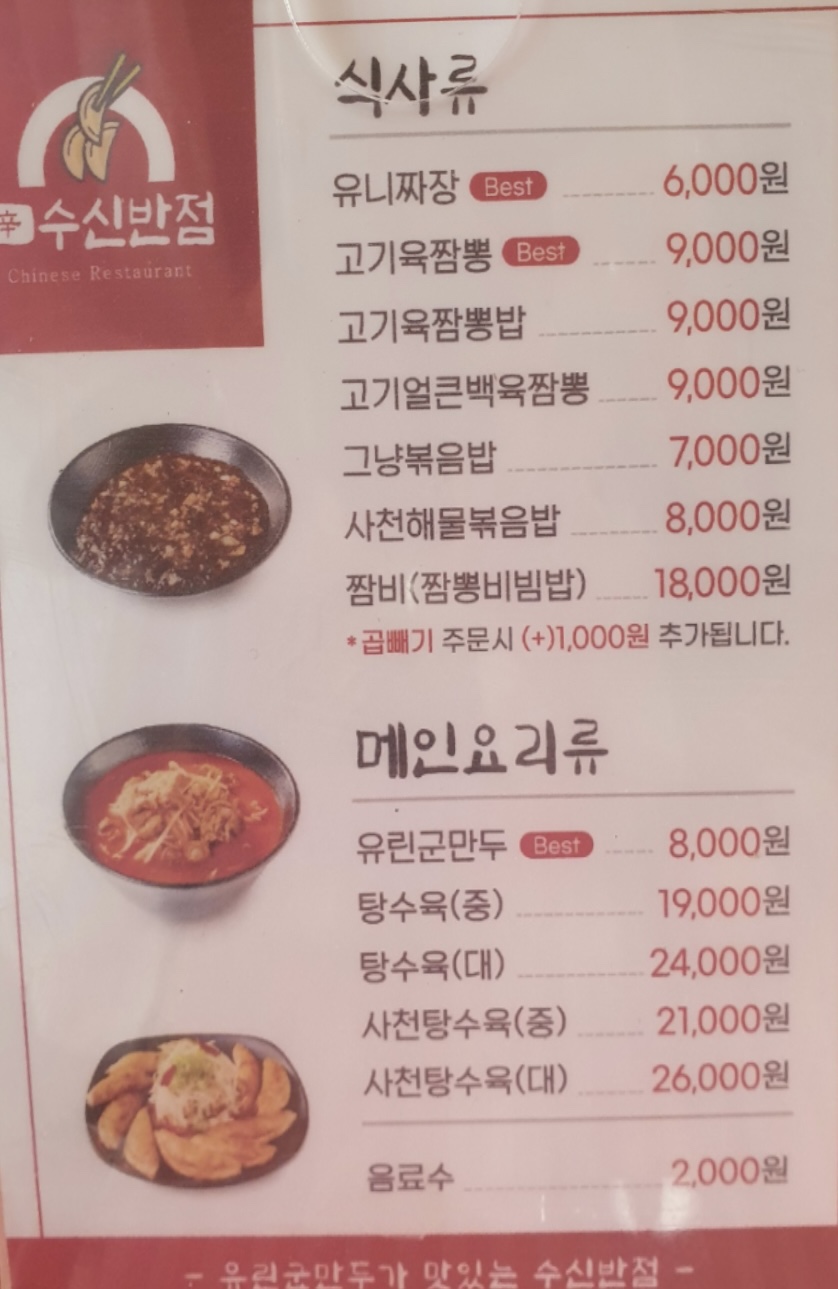 식사류
辛 수신반점
Chinese Restaurant
유니짜장 Best 6,000원
고기육짬뽕 Best 9,000원
고기육짬뽕밥 9,000원
고기얼큰백육짬뽕 9,000원
그냥볶음밥 7,000원
사천해물볶음밥 8,000원
짬비(짬뽕비빔밥) 18,000원
*곱빼기 주문시 (+)1,000원 추가됩니다.
메인요리류
유린군만두 Best 8,000원
탕수육(중) 19,000원
탕수육(대) 24,000원
사천탕수육(중) 21,000원
사천탕수육(대) 26,000원
음료수 2,000원
- 유린군만두가 맛있는 수신반점 -